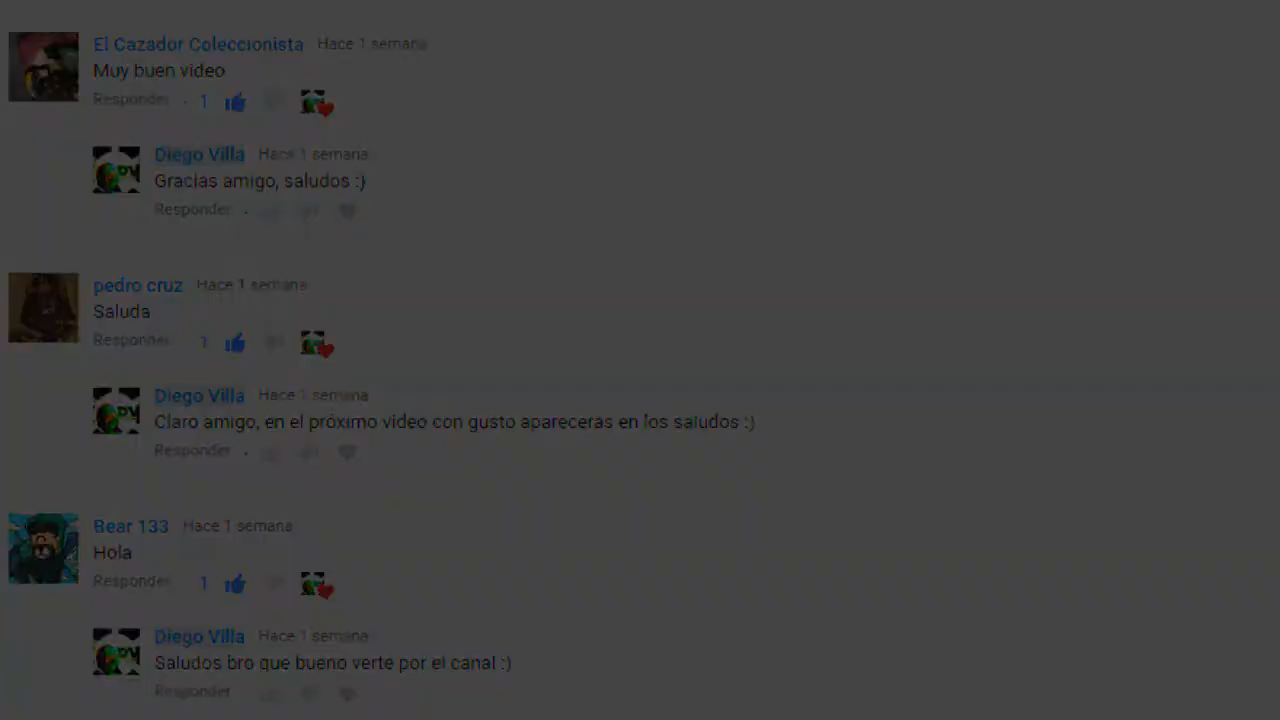 El Cazador Coleccionista Hace 1 semana
Muy buen video
Responder · 1
Diego Villa Hace 1 semana
Gracias amigo, saludos :)
Responder ·
pedro cruz Hace 1 semana
Saluda
Responder 1
Diego Villa Hace 1 semana
Claro amigo, en el próximo video con gusto apareceras en los saludos :)
Responder ·
Bear 133 Hace 1 semana
Hola
Responder 1
Diego Villa Hace 1 semana
Saludos bro que bueno verte por el canal :)
Responder